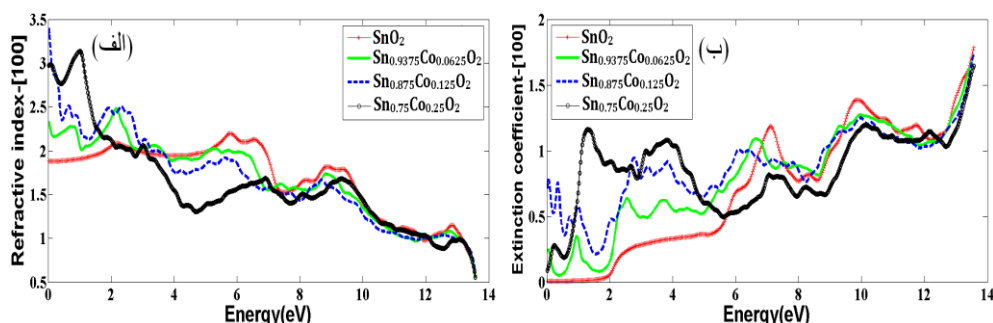 (الف)
SnO₂
Sn₀.₉₃₇₅Co₀.₀₆₂₅O₂
Sn₀.₈₇₅Co₀.₁₂₅O₂
Sn₀.₇₅Co₀.₂₅O₂
Refractive index-[100]
3.5
3
2.5
2
1.5
1
0.5
0 2 4 6 8 10 12 14
Energy(eV)
(ب)
SnO₂
Sn₀.₉₃₇₅Co₀.₀₆₂₅O₂
Sn₀.₈₇₅Co₀.₁₂₅O₂
Sn₀.₇₅Co₀.₂₅O₂
Extinction coefficient-[100]
2
1.5
1
0.5
0
0 2 4 6 8 10 12 14
Energy(eV)